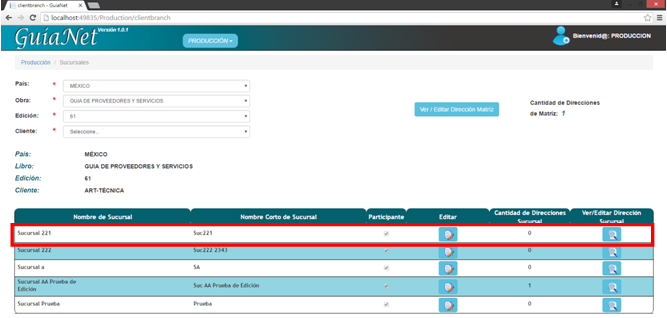 clientbranch - GuiaNet
localhost:49835/Production/clientbranch
GuíaNet Versión 1.0.1
PRODUCCIÓN
Bienvenid@: PRODUCCION
Producción / Sucursales
País: * MÉXICO
Obra: * GUIA DE PROVEEDORES Y SERVICIOS
Edición: * 61
Cliente: * Seleccione...
Ver / Editar Dirección Matriz
Cantidad de Direcciones
de Matriz: 1
País: MÉXICO
Libro: GUIA DE PROVEEDORES Y SERVICIOS
Edición: 61
Cliente: ART-TÉCNICA
Nombre de Sucursal Nombre Corto de Sucursal Participante Editar Cantidad de Direcciones Sucursal Ver/Editar Dirección Sucursal
Sucursal 221 Suc221 0
Sucursal 222 Suc222 2343 0
Sucursal a SA 0
Sucursal AA Prueba de Edición Suc AA Prueba de Edición 1
Sucursal Prueba Prueba 0